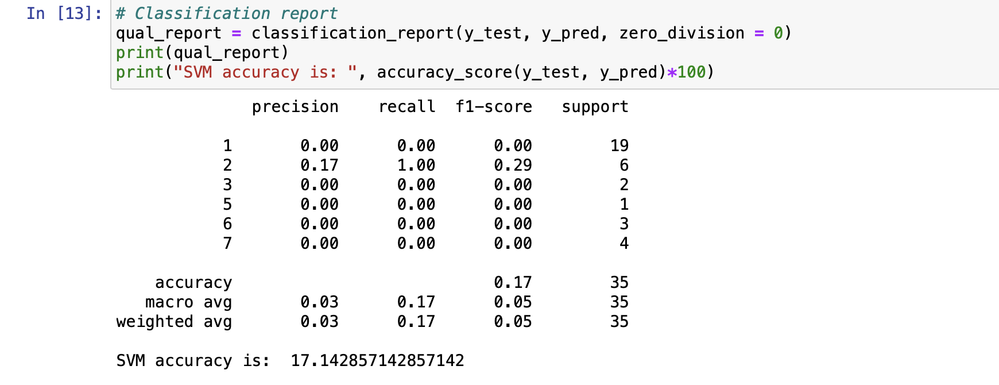 In [13]: # Classification report
qual_report = classification_report(y_test, y_pred, zero_division = 0)
print(qual_report)
print("SVM accuracy is: ", accuracy_score(y_test, y_pred)*100)
precision recall f1-score support
1 0.00 0.00 0.00 19
2 0.17 1.00 0.29 6
3 0.00 0.00 0.00 2
5 0.00 0.00 0.00 1
6 0.00 0.00 0.00 3
7 0.00 0.00 0.00 4
accuracy 0.17 35
macro avg 0.03 0.17 0.05 35
weighted avg 0.03 0.17 0.05 35
SVM accuracy is: 17.142857142857142